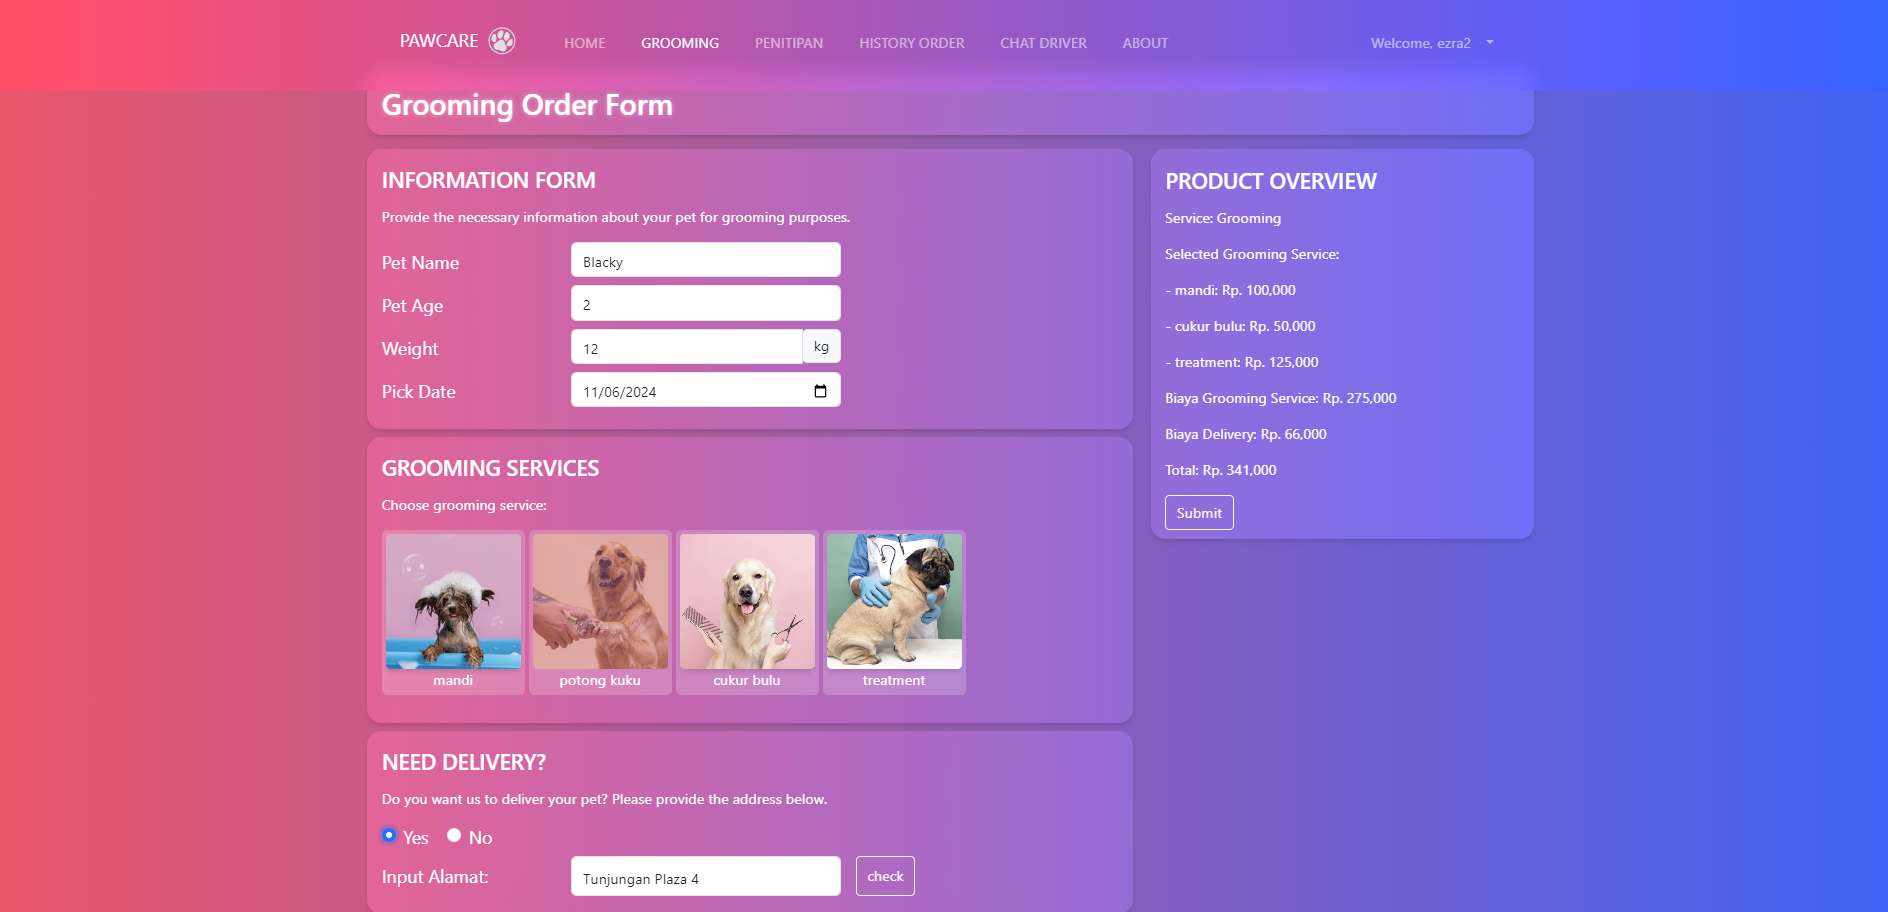 PAWCARE
HOME
GROOMING
PENITIPAN
HISTORY ORDER
CHAT DRIVER
ABOUT
Welcome, ezra2
Grooming Order Form
INFORMATION FORM
Provide the necessary information about your pet for grooming purposes.
Pet Name
Blacky
Pet Age
2
Weight
12
kg
Pick Date
11/06/2024
GROOMING SERVICES
Choose grooming service:
mandi
potong kuku
cukur bulu
treatment
NEED DELIVERY?
Do you want us to deliver your pet? Please provide the address below.
Yes
No
Input Alamat:
Tunjungan Plaza 4
check
PRODUCT OVERVIEW
Service: Grooming
Selected Grooming Service:
- mandi: Rp. 100,000
- cukur bulu: Rp. 50,000
- treatment: Rp. 125,000
Biaya Grooming Service: Rp. 275,000
Biaya Delivery: Rp. 66,000
Total: Rp. 341,000
Submit